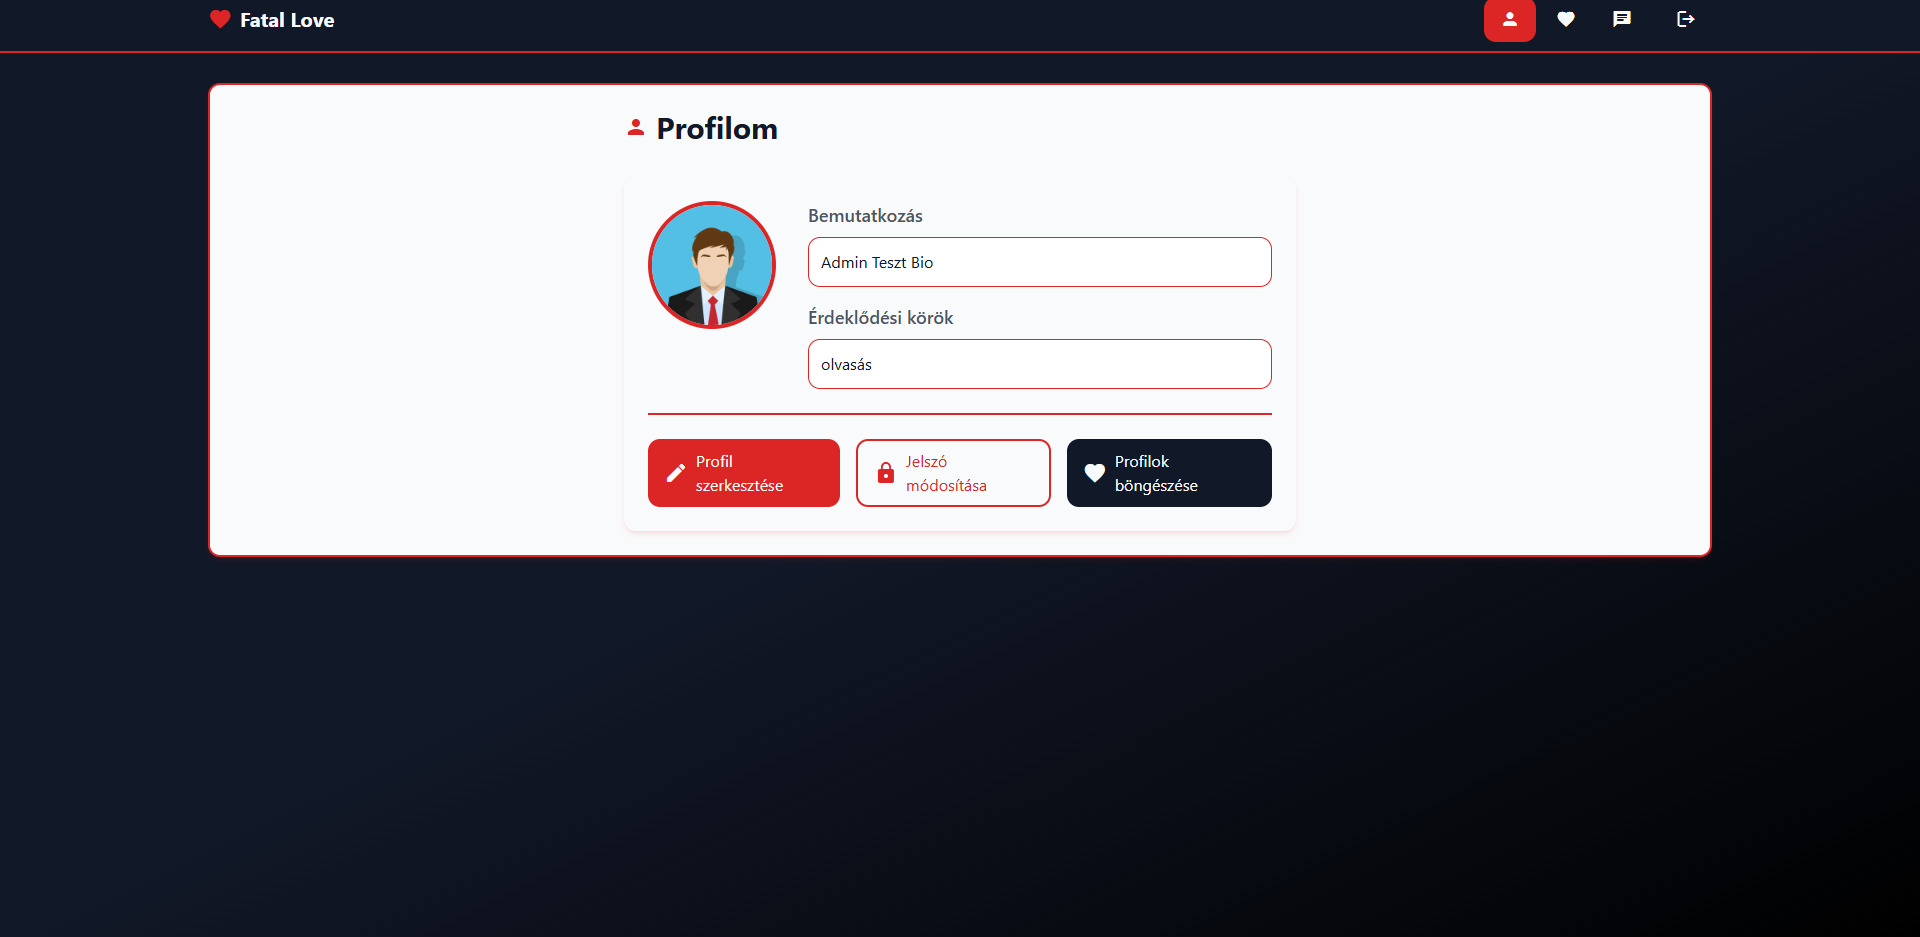 Fatal Love
Profilom
Bemutatkozás
Admin Teszt Bio
Érdeklődési körök
olvasás
Profil
szerkesztése
Jelszó
módosítása
Profilok
böngészése